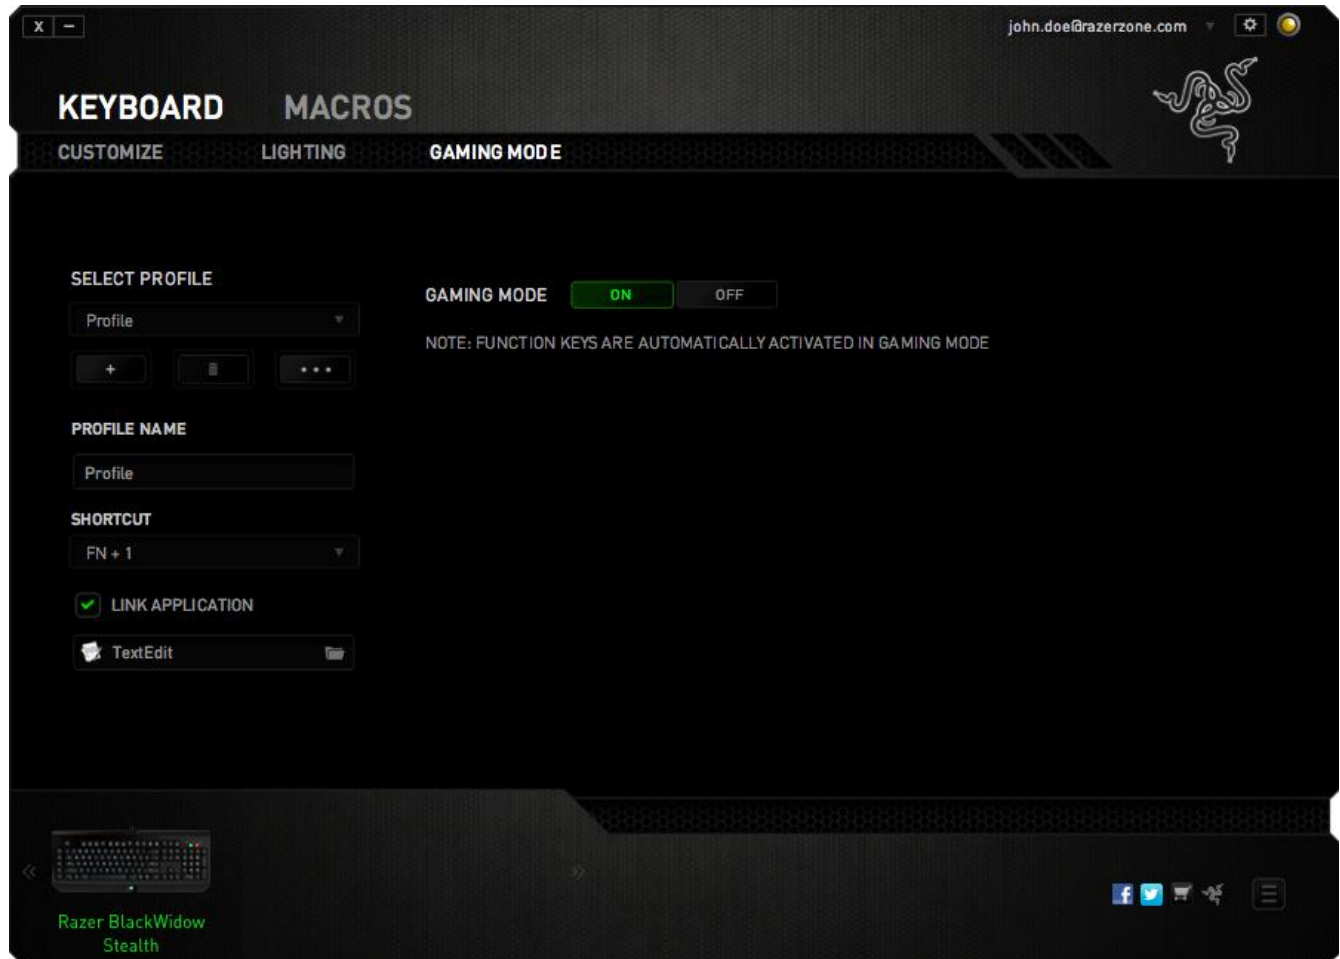 X –
john.doe@razerzone.com
KEYBOARD MACROS
CUSTOMIZE LIGHTING GAMING MODE
SELECT PROFILE
Profile
+ •••
PROFILE NAME
Profile
SHORTCUT
FN + 1
LINK APPLICATION
TextEdit
GAMING MODE ON OFF
NOTE: FUNCTION KEYS ARE AUTOMATICALLY ACTIVATED IN GAMING MODE
Razer BlackWidow
Stealth